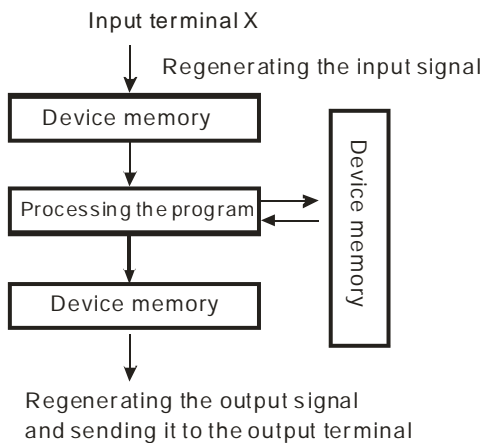 Input terminal X
Regenerating the input signal
Device memory
Processing the program
Device memory
Device memory
Regenerating the output signal
and sending it to the output terminal